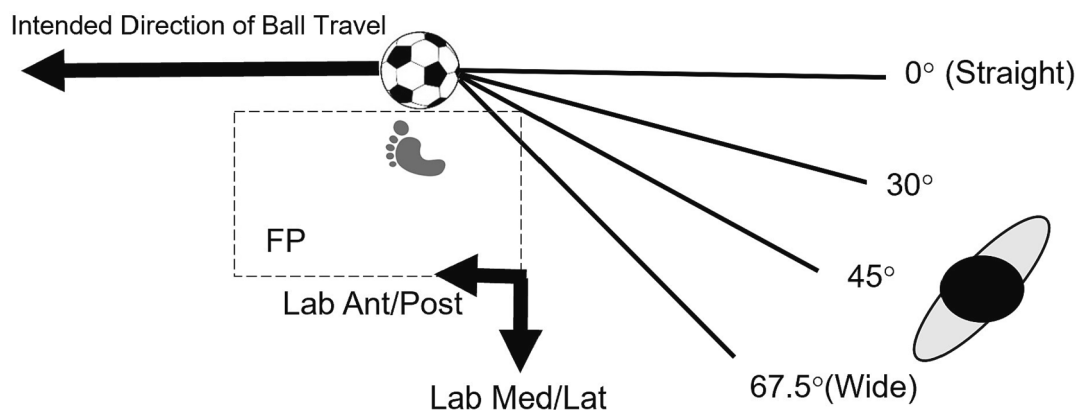 Intended Direction of Ball Travel
0° (Straight)
30°
FP
45°
Lab Ant/Post
67.5°(Wide)
Lab Med/Lat